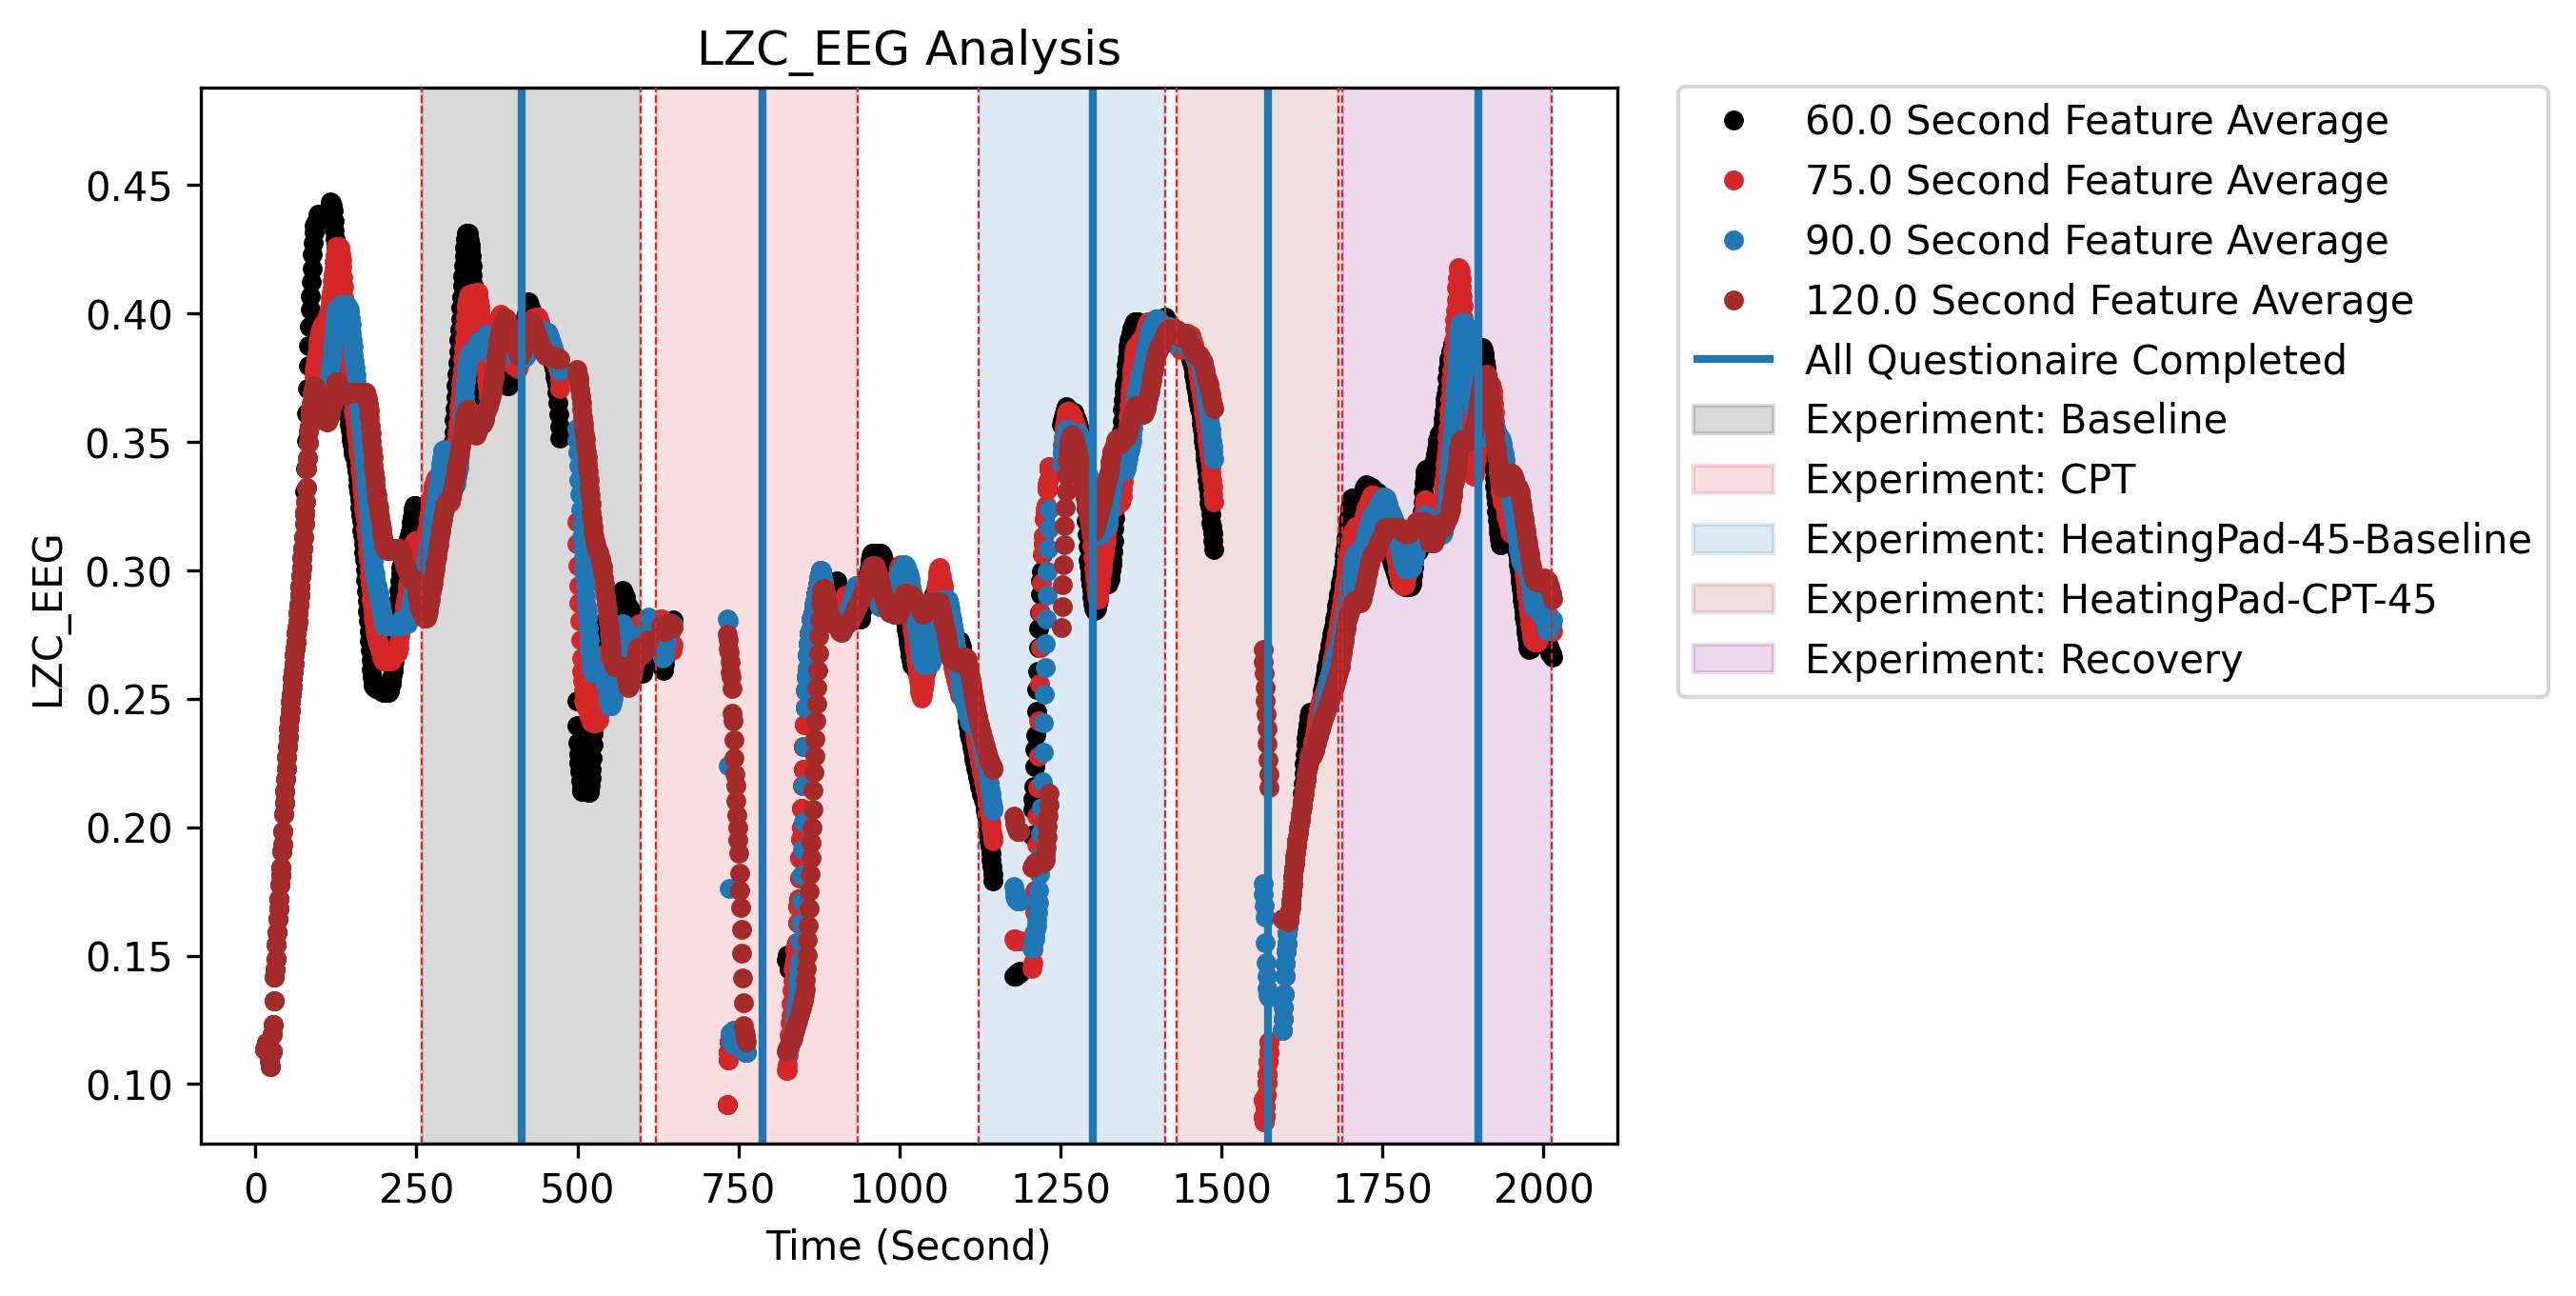 LZC_EEG Analysis
LZC_EEG
0.45
0.40
0.35
0.30
0.25
0.20
0.15
0.10
0 250 500 750 1000 1250 1500 1750 2000
Time (Second)
60.0 Second Feature Average
75.0 Second Feature Average
90.0 Second Feature Average
120.0 Second Feature Average
All Questionaire Completed
Experiment: Baseline
Experiment: CPT
Experiment: HeatingPad-45-Baseline
Experiment: HeatingPad-CPT-45
Experiment: Recovery